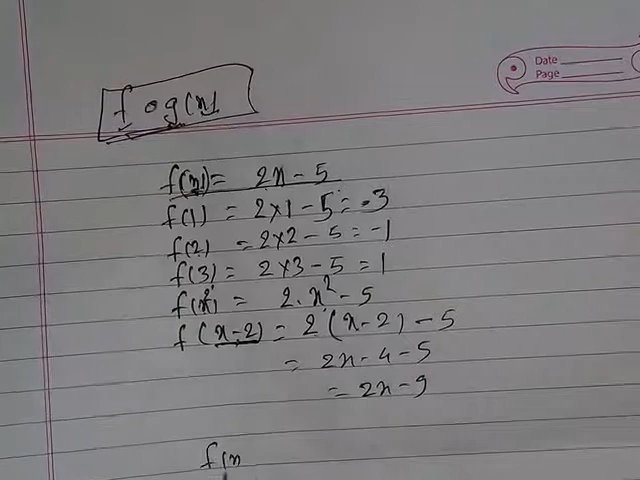 Date
Page
f o g(x)
f(x) = 2x - 5
f(1) = 2×1 - 5 = -3
f(2) = 2×2 - 5 = -1
f(3) = 2×3 - 5 = 1
f(x²) = 2.x² - 5
f(x-2) = 2(x-2) - 5
= 2x - 4 - 5
= 2x - 9
f(x